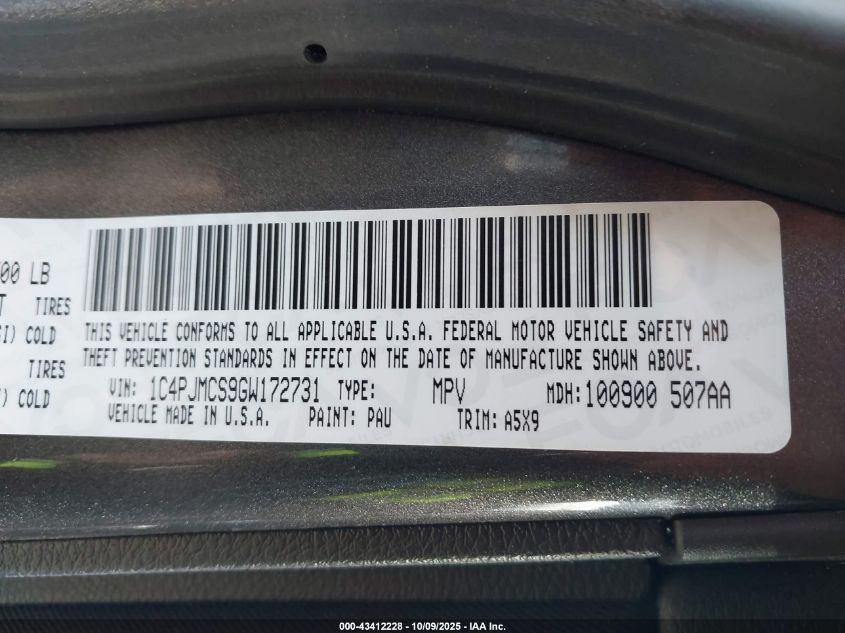 00 LB
TIRES
COLD
TIRES
COLD
THIS VEHICLE CONFORMS TO ALL APPLICABLE U.S.A. FEDERAL MOTOR VEHICLE SAFETY AND
THEFT PREVENTION STANDARDS IN EFFECT ON THE DATE OF MANUFACTURE SHOWN ABOVE.
VIN: 1C4PJMCS9GW172731 TYPE: MPV MDH: 100900 507AA
VEHICLE MADE IN U.S.A. PAINT: PAU TRIM: A5X9
000-43412228 - 10/09/2025 - IAA Inc.